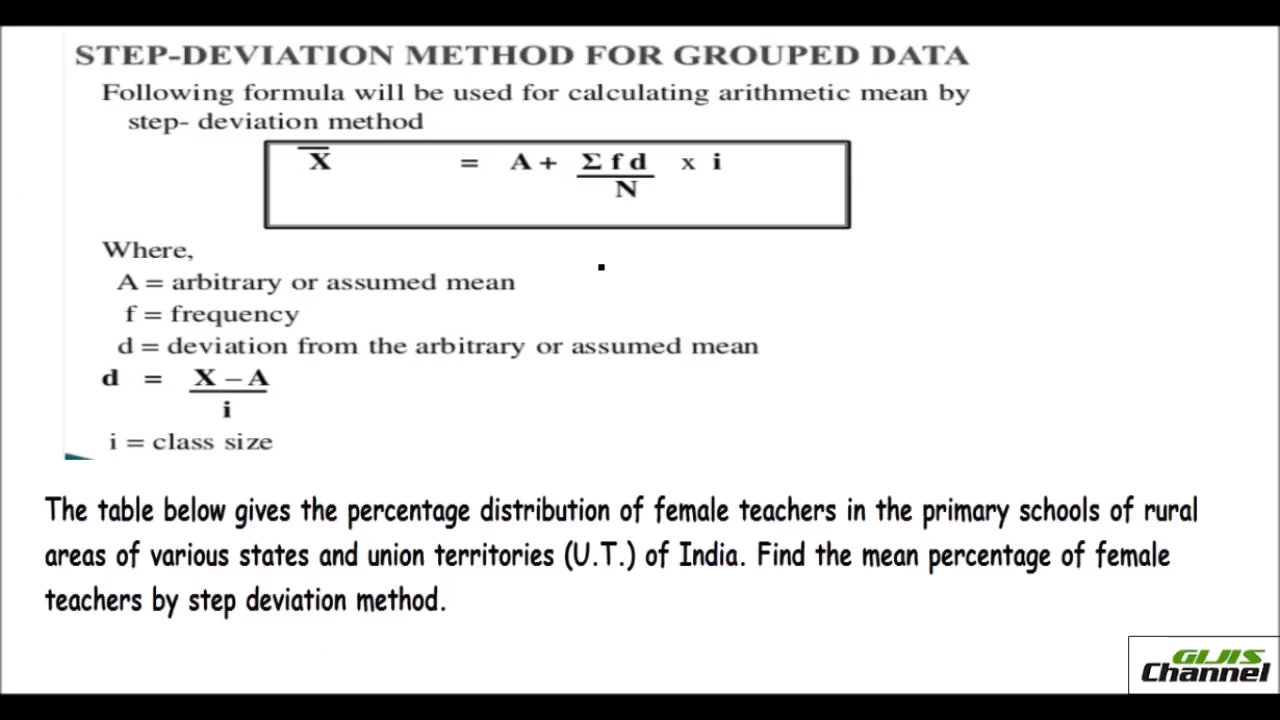 STEP-DEVIATION METHOD FOR GROUPED DATA
Following formula will be used for calculating arithmetic mean by
step- deviation method
X̅ = A + Σ f d x i
N
Where,
A = arbitrary or assumed mean
f = frequency
d = deviation from the arbitrary or assumed mean
d = X – A
i
i = class size
The table below gives the percentage distribution of female teachers in the primary schools of rural
areas of various states and union territories (U.T.) of India. Find the mean percentage of female
teachers by step deviation method.
GIJIS
Channel